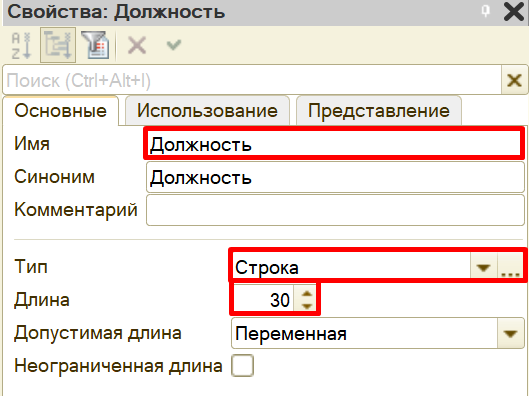 Свойства: Должность
Поиск (Ctrl+Alt+I)
Основные Использование Представление
Имя Должность
Синоним Должность
Комментарий
Тип Строка ...
Длина 30
Допустимая длина Переменная
Неограниченная длина